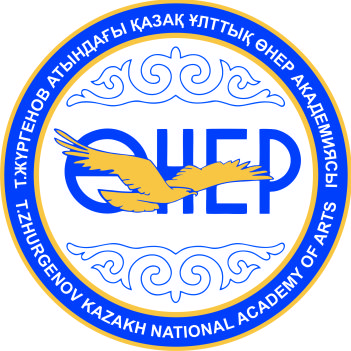 Т.ЖҮРГЕНОВ АТЫНДАҒЫ ҚАЗАҚ ҰЛТТЫҚ ӨНЕР АКАДЕМИЯСЫ
ӨНЕР
T.ZHURGENOV KAZAKH NATIONAL ACADEMY OF ARTS